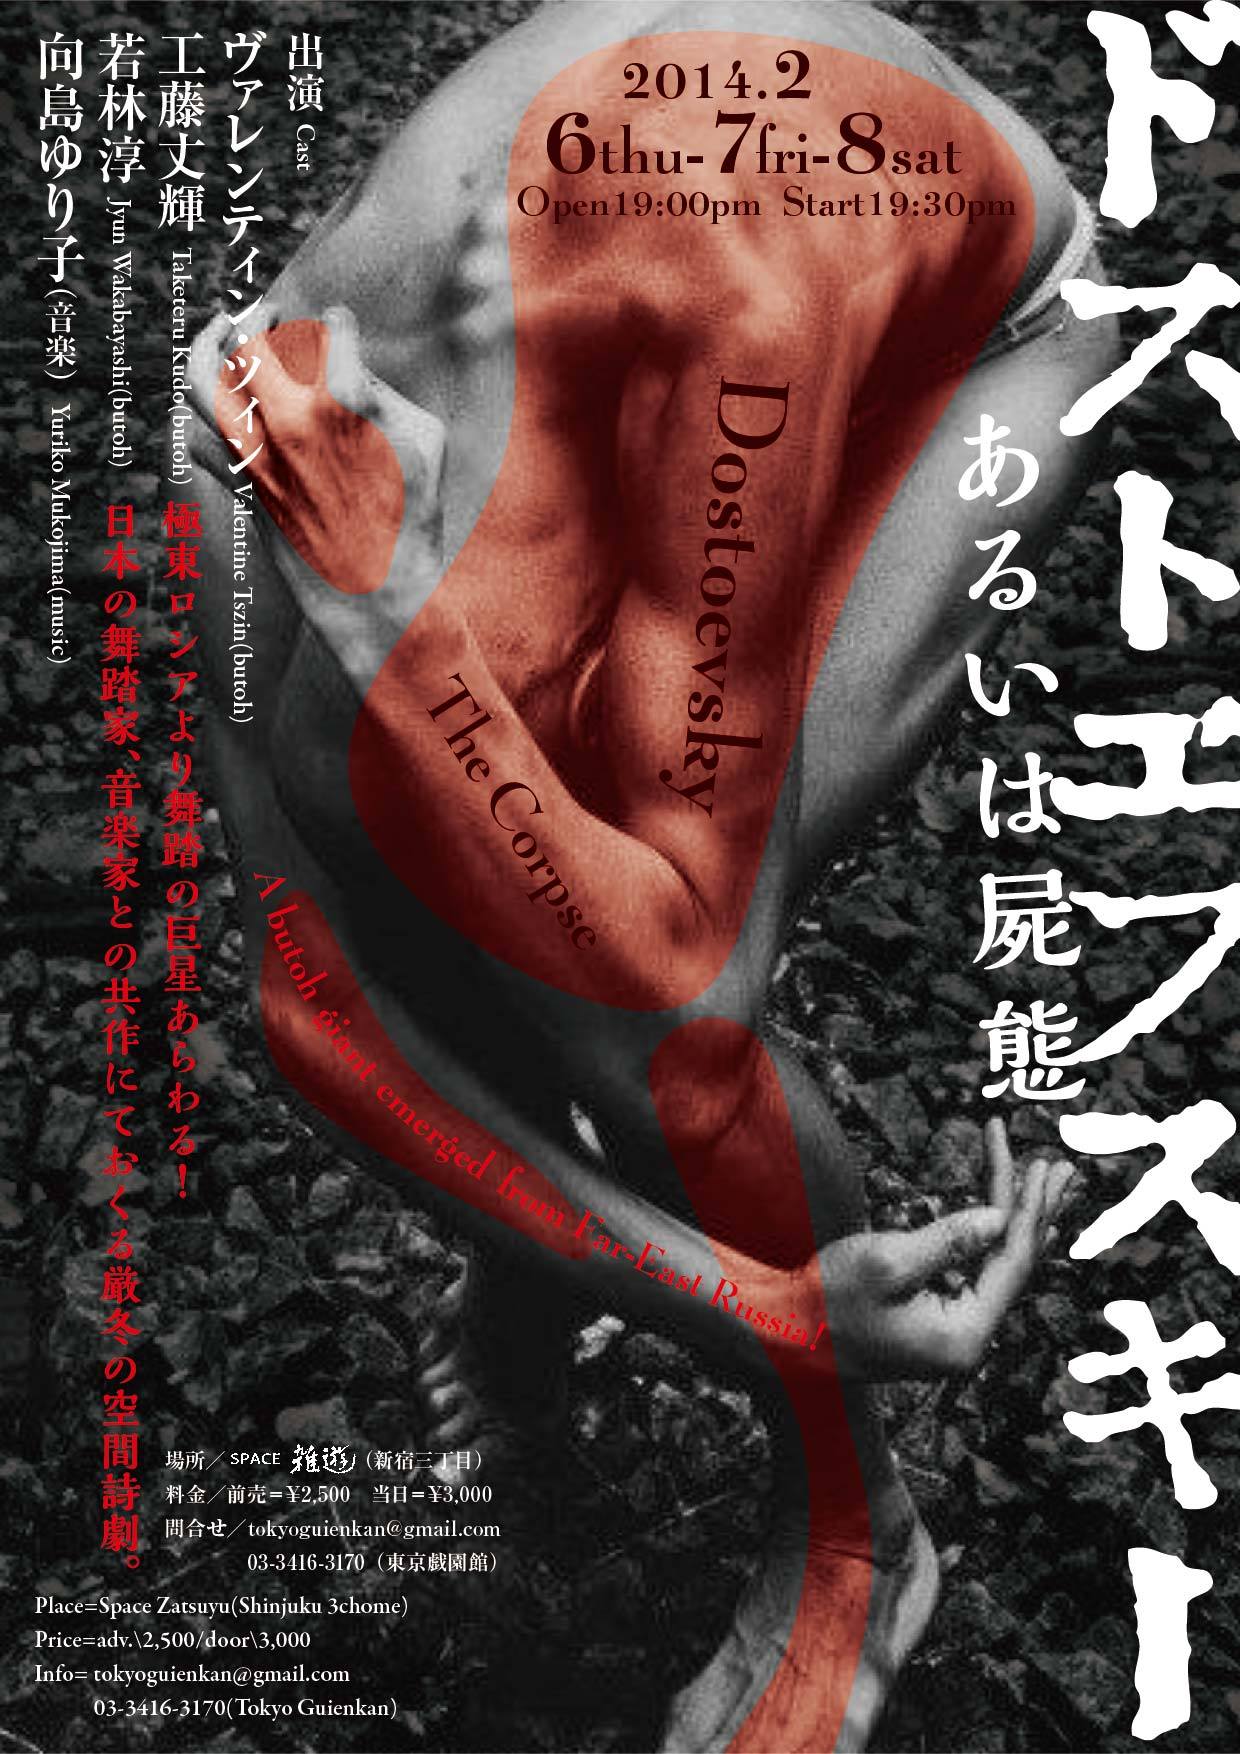 ドストエフスキー
あるいは屍態
2014.2
6thu-7fri-8sat
Open19:00pm Start19:30pm
Dostoevsky
The Corpse
出演 Cast
ヴァレンティン・ツィン Valentine Tszin(butoh)
工藤丈輝 Taketeru Kudo(butoh)
若林淳 Jyun Wakabayashi(butoh)
向島ゆり子(音楽) Yuriko Mukojima(music)
極東ロシアより舞踏の巨星あらわる!
日本の舞踏家、音楽家との共作にておくる厳冬の空間詩劇。
A butoh giant emerged from Far-East Russia!
場所／SPACE 雑遊 (新宿三丁目)
料金／前売=¥2,500 当日=¥3,000
問合せ／tokyoguienkan@gmail.com
03-3416-3170 (東京戯園館)
Place=Space Zatsuyu(Shinjuku 3chome)
Price=adv.\2,500/door\3,000
Info= tokyoguienkan@gmail.com
03-3416-3170(Tokyo Guienkan)